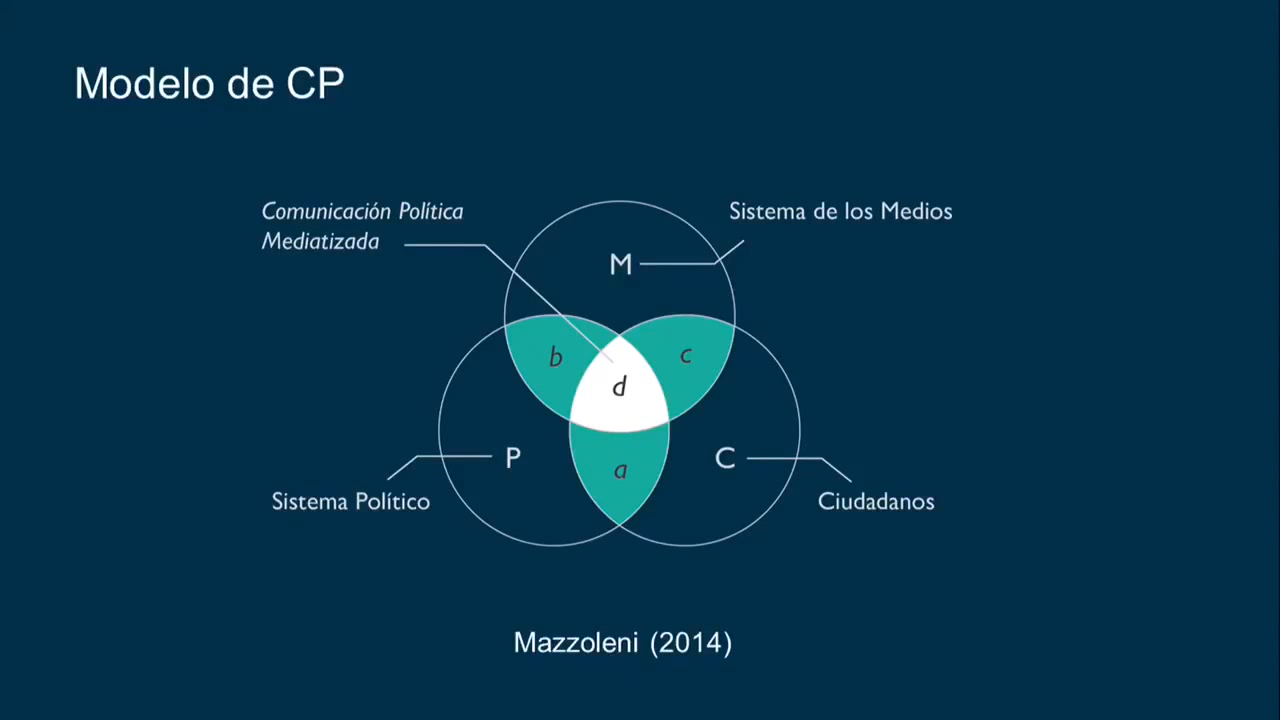 Modelo de CP
Comunicación Política
Mediatizada
Sistema de los Medios
M
b
c
d
P
C
a
Sistema Político
Ciudadanos
Mazzoleni (2014)